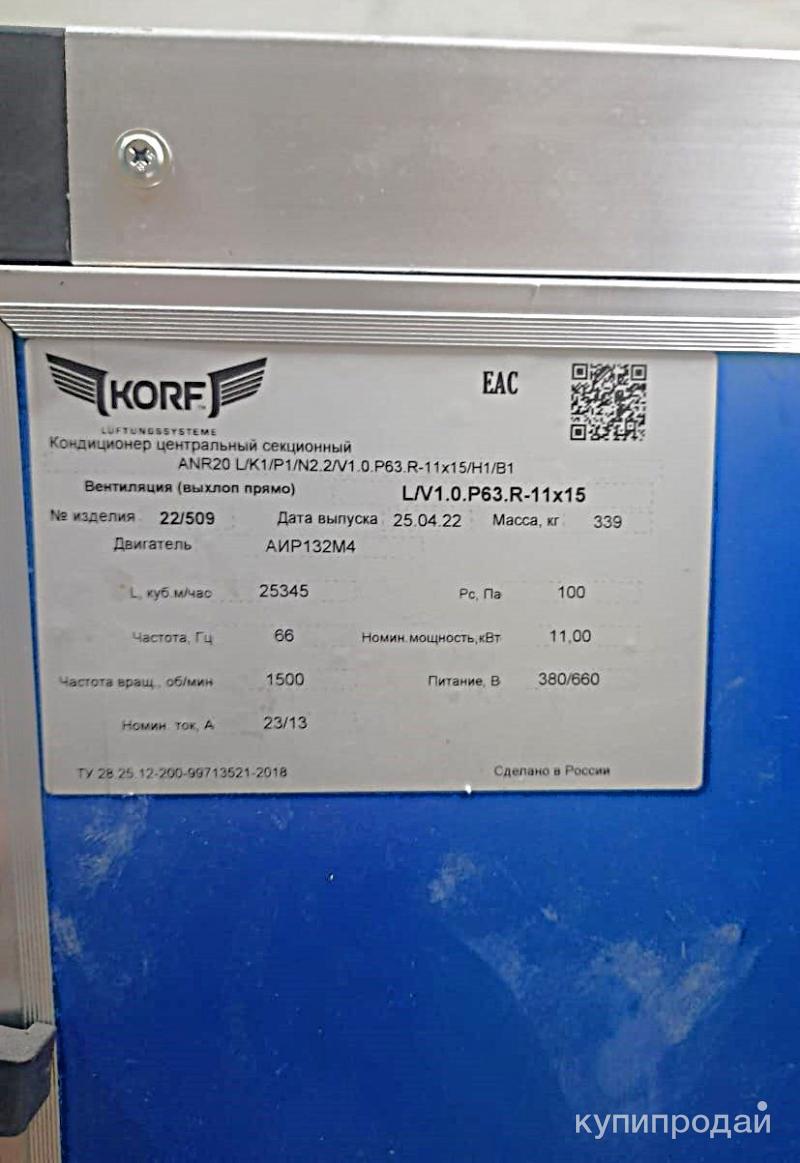 KORF
TM
LÜFTUNGSSYSTEME
EAC
Кондиционер центральный секционный
ANR20 L/K1/P1/N2.2/V1.0.P63.R-11x15/H1/B1
Вентиляция (выхлоп прямо) L/V1.0.P63.R-11x15
№ изделия 22/509 Дата выпуска 25.04.22 Масса, кг 339
Двигатель АИР132М4
L, куб.м/час 25345 Рс, Па 100
Частота, Гц 66 Номин.мощность,кВт 11,00
Частота вращ., об/мин 1500 Питание, В 380/660
Номин. ток, А 23/13
ТУ 28.25.12-200-99713521-2018 Сделано в России
купипродай